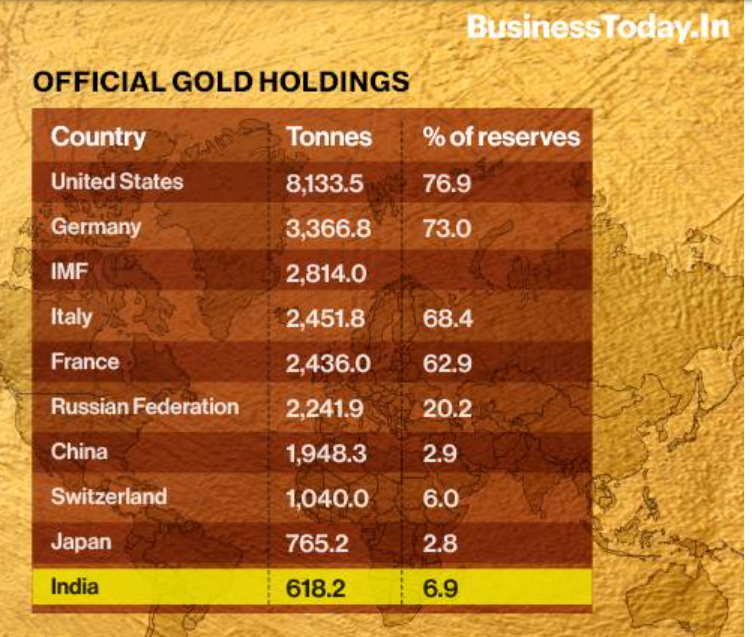 BusinessToday.In
OFFICIAL GOLD HOLDINGS
Country Tonnes % of reserves
United States 8,133.5 76.9
Germany 3,366.8 73.0
IMF 2,814.0
Italy 2,451.8 68.4
France 2,436.0 62.9
Russian Federation 2,241.9 20.2
China 1,948.3 2.9
Switzerland 1,040.0 6.0
Japan 765.2 2.8
India 618.2 6.9